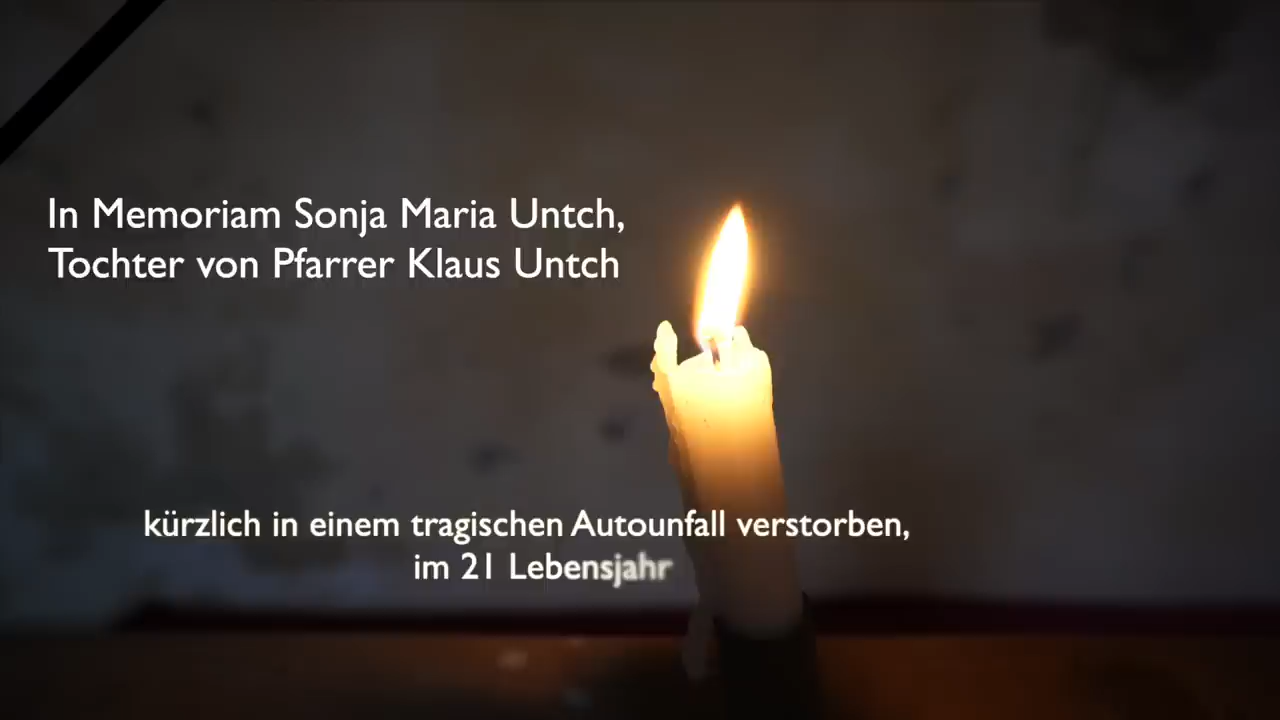 In Memoriam Sonja Maria Untch,
Tochter von Pfarrer Klaus Untch
kürzlich in einem tragischen Autounfall verstorben,
im 21 Lebensjahr